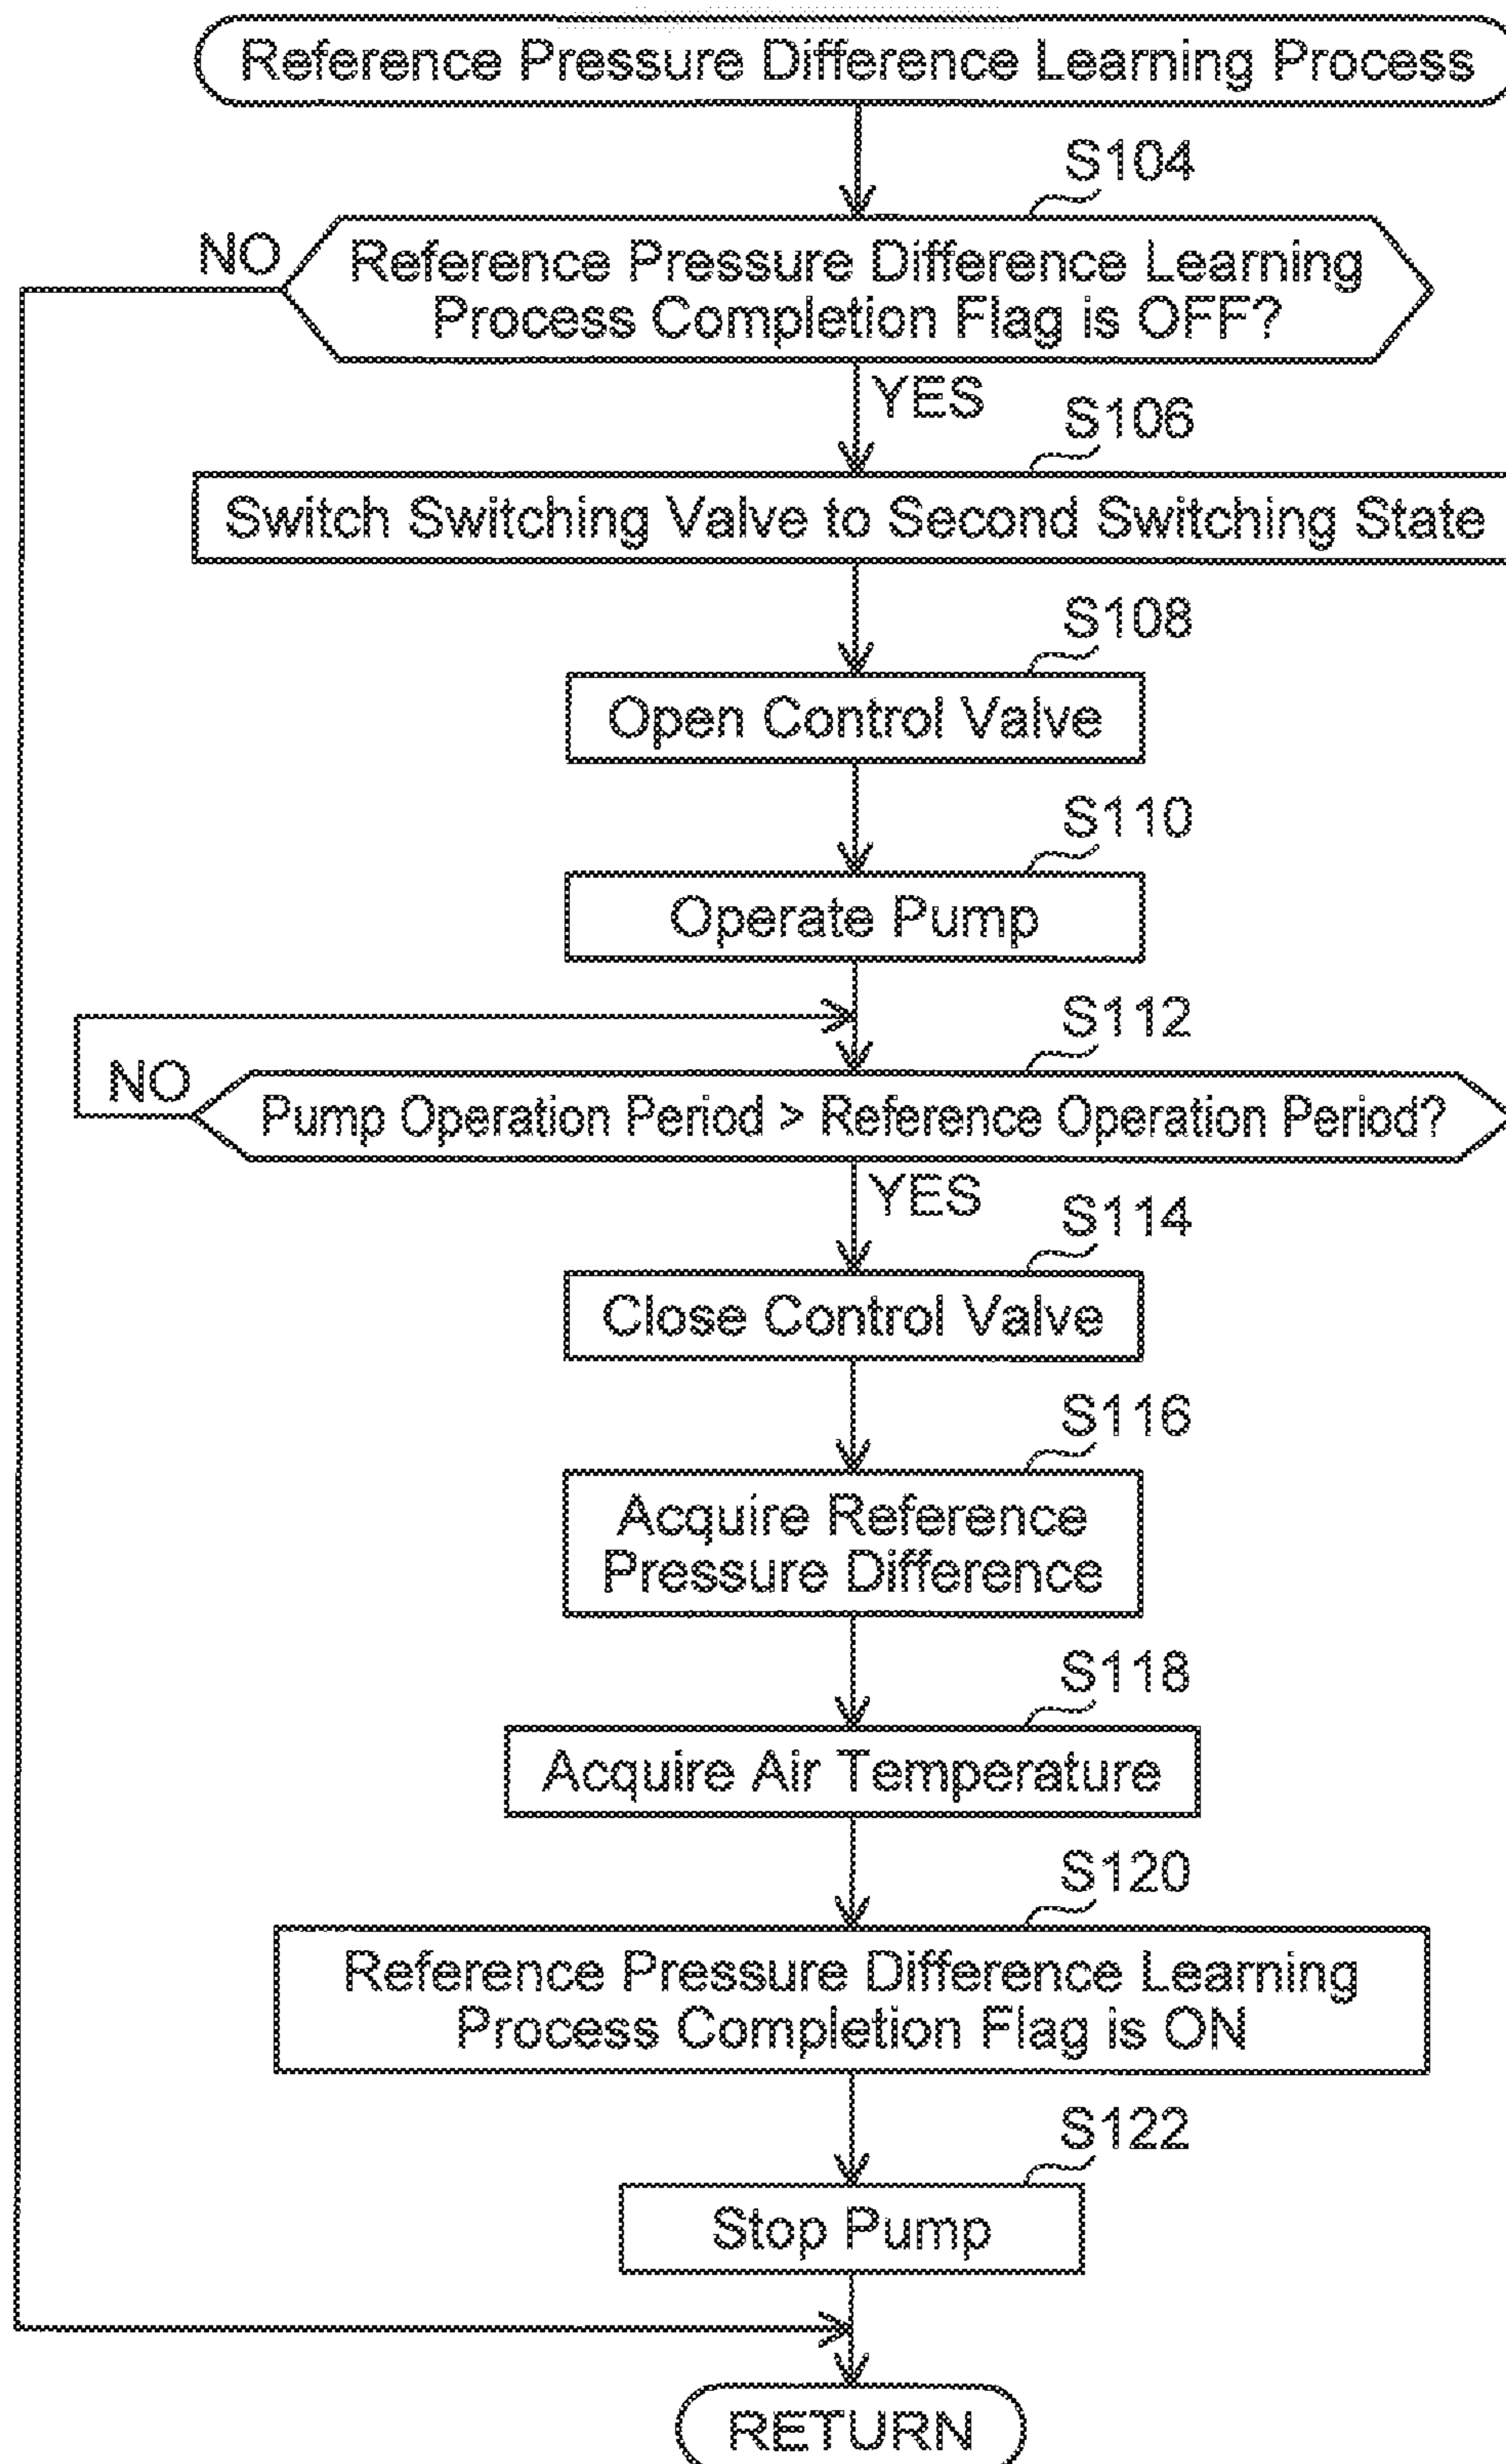 Reference Pressure Difference Learning Process
S104
NO
Reference Pressure Difference Learning
Process Completion Flag is OFF?
YES
S106
Switch Switching Valve to Second Switching State
S108
Open Control Valve
S110
Operate Pump
S112
NO
Pump Operation Period > Reference Operation Period?
YES
S114
Close Control Valve
S116
Acquire Reference
Pressure Difference
S118
Acquire Air Temperature
S120
Reference Pressure Difference Learning
Process Completion Flag is ON
S122
Stop Pump
RETURN